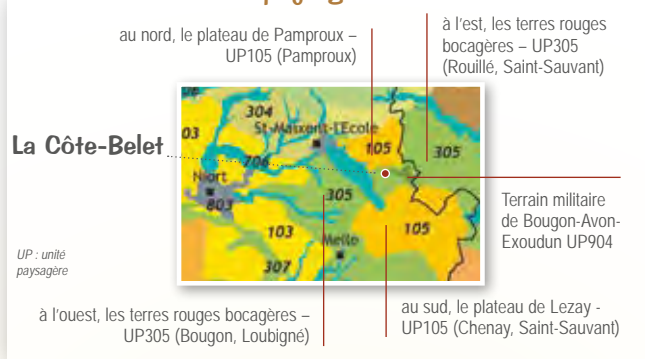 au nord, le plateau de Pamproux –
UP105 (Pamproux)
à l'est, les terres rouges
bocagères – UP305
(Rouillé, Saint-Sauvant)
La Côte-Belet
304
03
St-Maixent-l'Ecole
105
305
706
Niort
803
305
103
105
Melle
307
Terrain militaire
de Bougon-Avon-
Exoudun UP904
UP : unité
paysagère
à l'ouest, les terres rouges bocagères –
UP305 (Bougon, Loubigné)
au sud, le plateau de Lezay -
UP105 (Chenay, Saint-Sauvant)